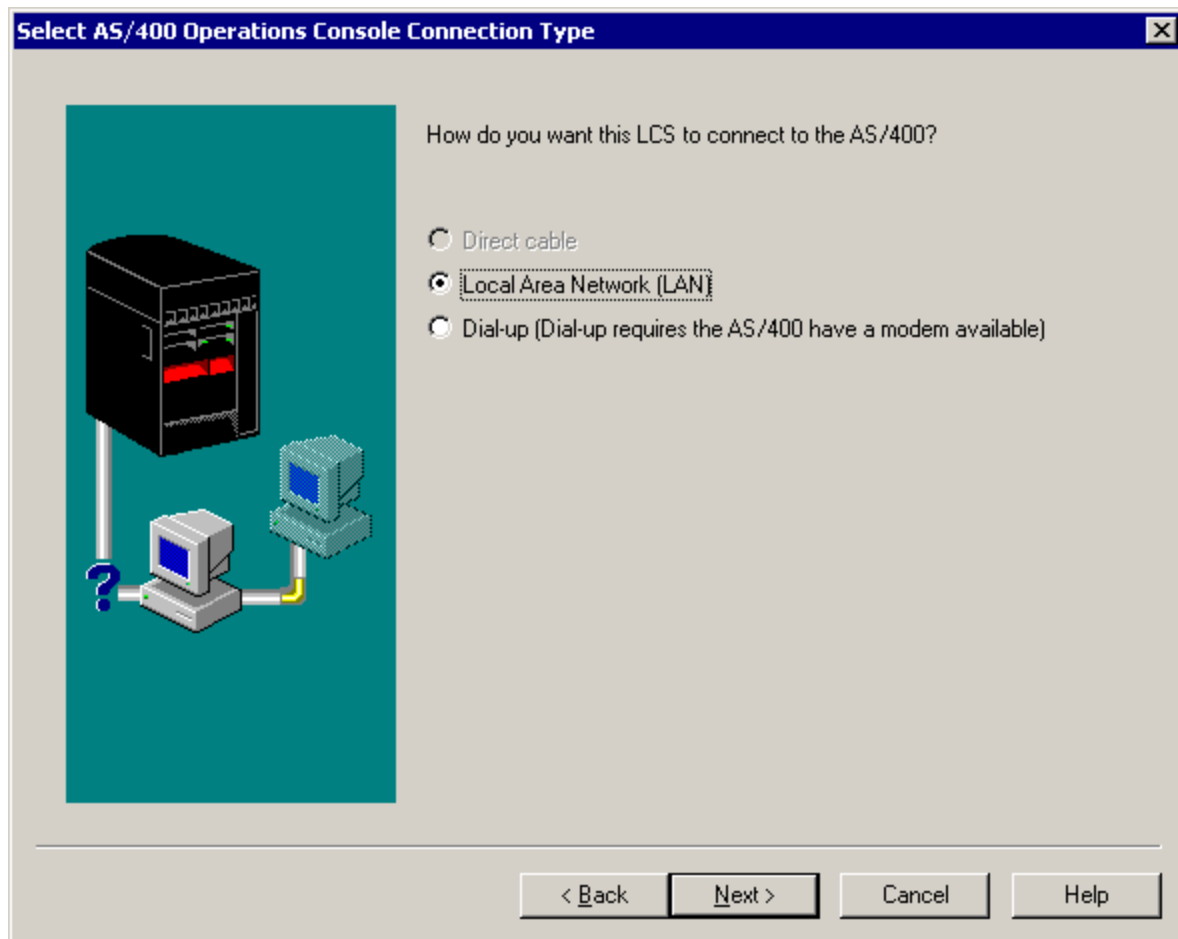 Select AS/400 Operations Console Connection Type
How do you want this LCS to connect to the AS/400?
Direct cable
Local Area Network (LAN)
Dial-up (Dial-up requires the AS/400 have a modem available)
?
< Back Next > Cancel Help